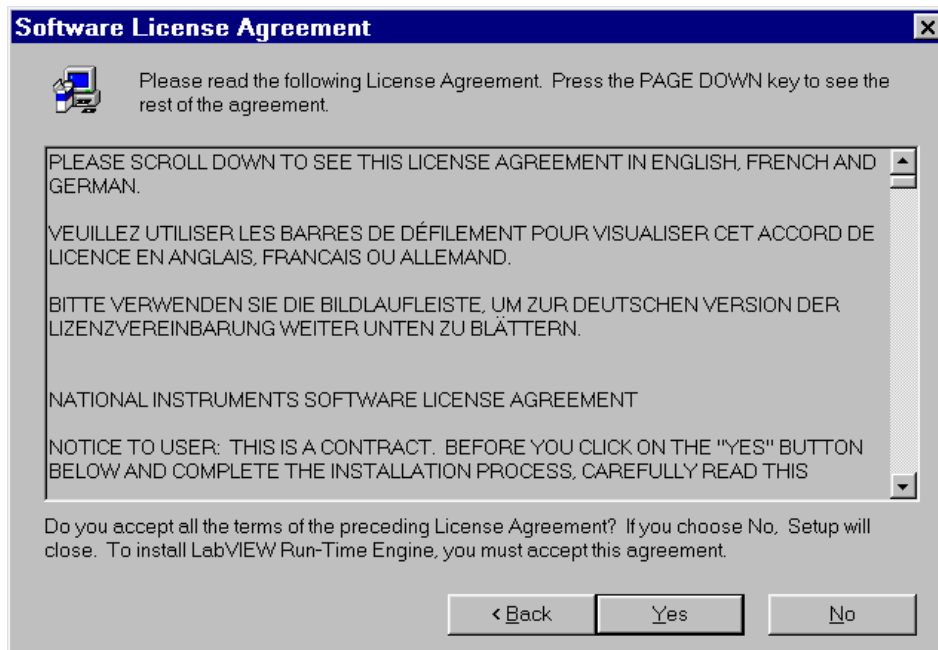 Software License Agreement
Please read the following License Agreement. Press the PAGE DOWN key to see the
rest of the agreement.
PLEASE SCROLL DOWN TO SEE THIS LICENSE AGREEMENT IN ENGLISH, FRENCH AND
GERMAN.
VEUILLEZ UTILISER LES BARRES DE DÉFILEMENT POUR VISUALISER CET ACCORD DE
LICENCE EN ANGLAIS, FRANCAIS OU ALLEMAND.
BITTE VERWENDEN SIE DIE BILDLAUFLEISTE, UM ZUR DEUTSCHEN VERSION DER
LIZENZVEREINBARUNG WEITER UNTEN ZU BLÄTTERN.
NATIONAL INSTRUMENTS SOFTWARE LICENSE AGREEMENT
NOTICE TO USER: THIS IS A CONTRACT. BEFORE YOU CLICK ON THE "YES" BUTTON
BELOW AND COMPLETE THE INSTALLATION PROCESS, CAREFULLY READ THIS
Do you accept all the terms of the preceding License Agreement? If you choose No, Setup will
close. To install LabVIEW Run-Time Engine, you must accept this agreement.
< Back Yes No